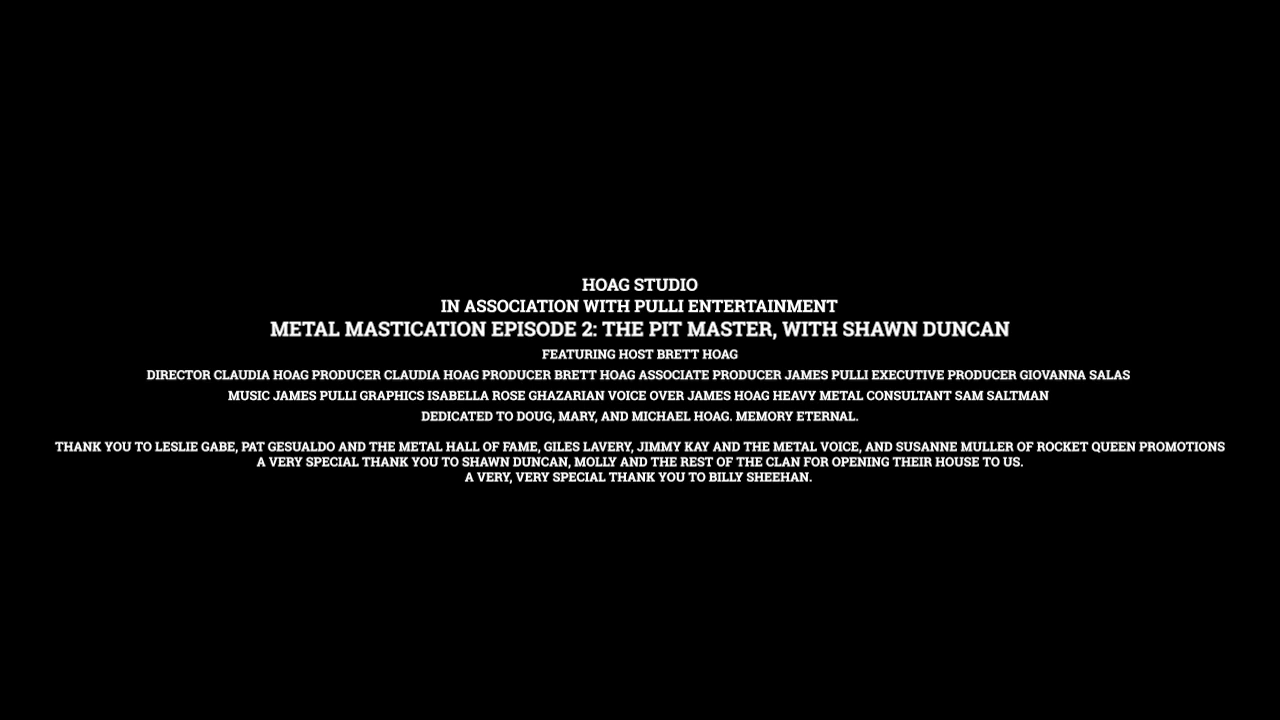 HOAG STUDIO
IN ASSOCIATION WITH PULLI ENTERTAINMENT
METAL MASTICATION EPISODE 2: THE PIT MASTER, WITH SHAWN DUNCAN
FEATURING HOST BRETT HOAG
DIRECTOR CLAUDIA HOAG PRODUCER CLAUDIA HOAG PRODUCER BRETT HOAG ASSOCIATE PRODUCER JAMES PULLI EXECUTIVE PRODUCER GIOVANNA SALAS
MUSIC JAMES PULLI GRAPHICS ISABELLA ROSE GHAZARIAN VOICE OVER JAMES HOAG HEAVY METAL CONSULTANT SAM SALTMAN
DEDICATED TO DOUG, MARY, AND MICHAEL HOAG. MEMORY ETERNAL.
THANK YOU TO LESLIE GABE, PAT GESUALDO AND THE METAL HALL OF FAME, GILES LAVERY, JIMMY KAY AND THE METAL VOICE, AND SUSANNE MULLER OF ROCKET QUEEN PROMOTIONS
A VERY SPECIAL THANK YOU TO SHAWN DUNCAN, MOLLY AND THE REST OF THE CLAN FOR OPENING THEIR HOUSE TO US.
A VERY, VERY SPECIAL THANK YOU TO BILLY SHEEHAN.